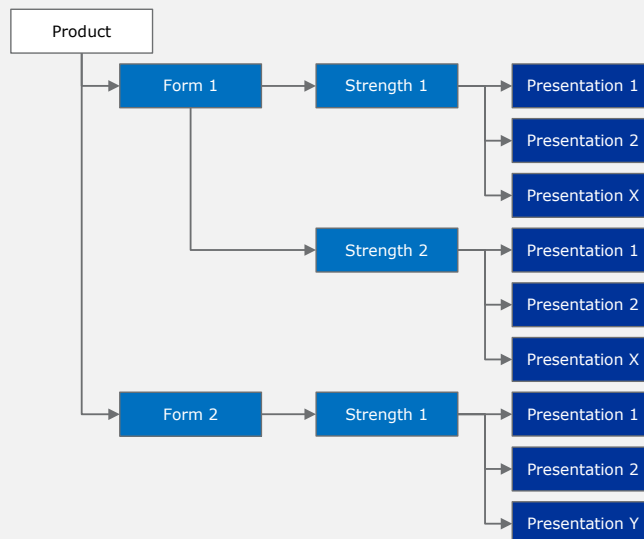 Product
Form 1
Strength 1
Presentation 1
Presentation 2
Presentation X
Strength 2
Presentation 1
Presentation 2
Presentation X
Form 2
Strength 1
Presentation 1
Presentation 2
Presentation Y